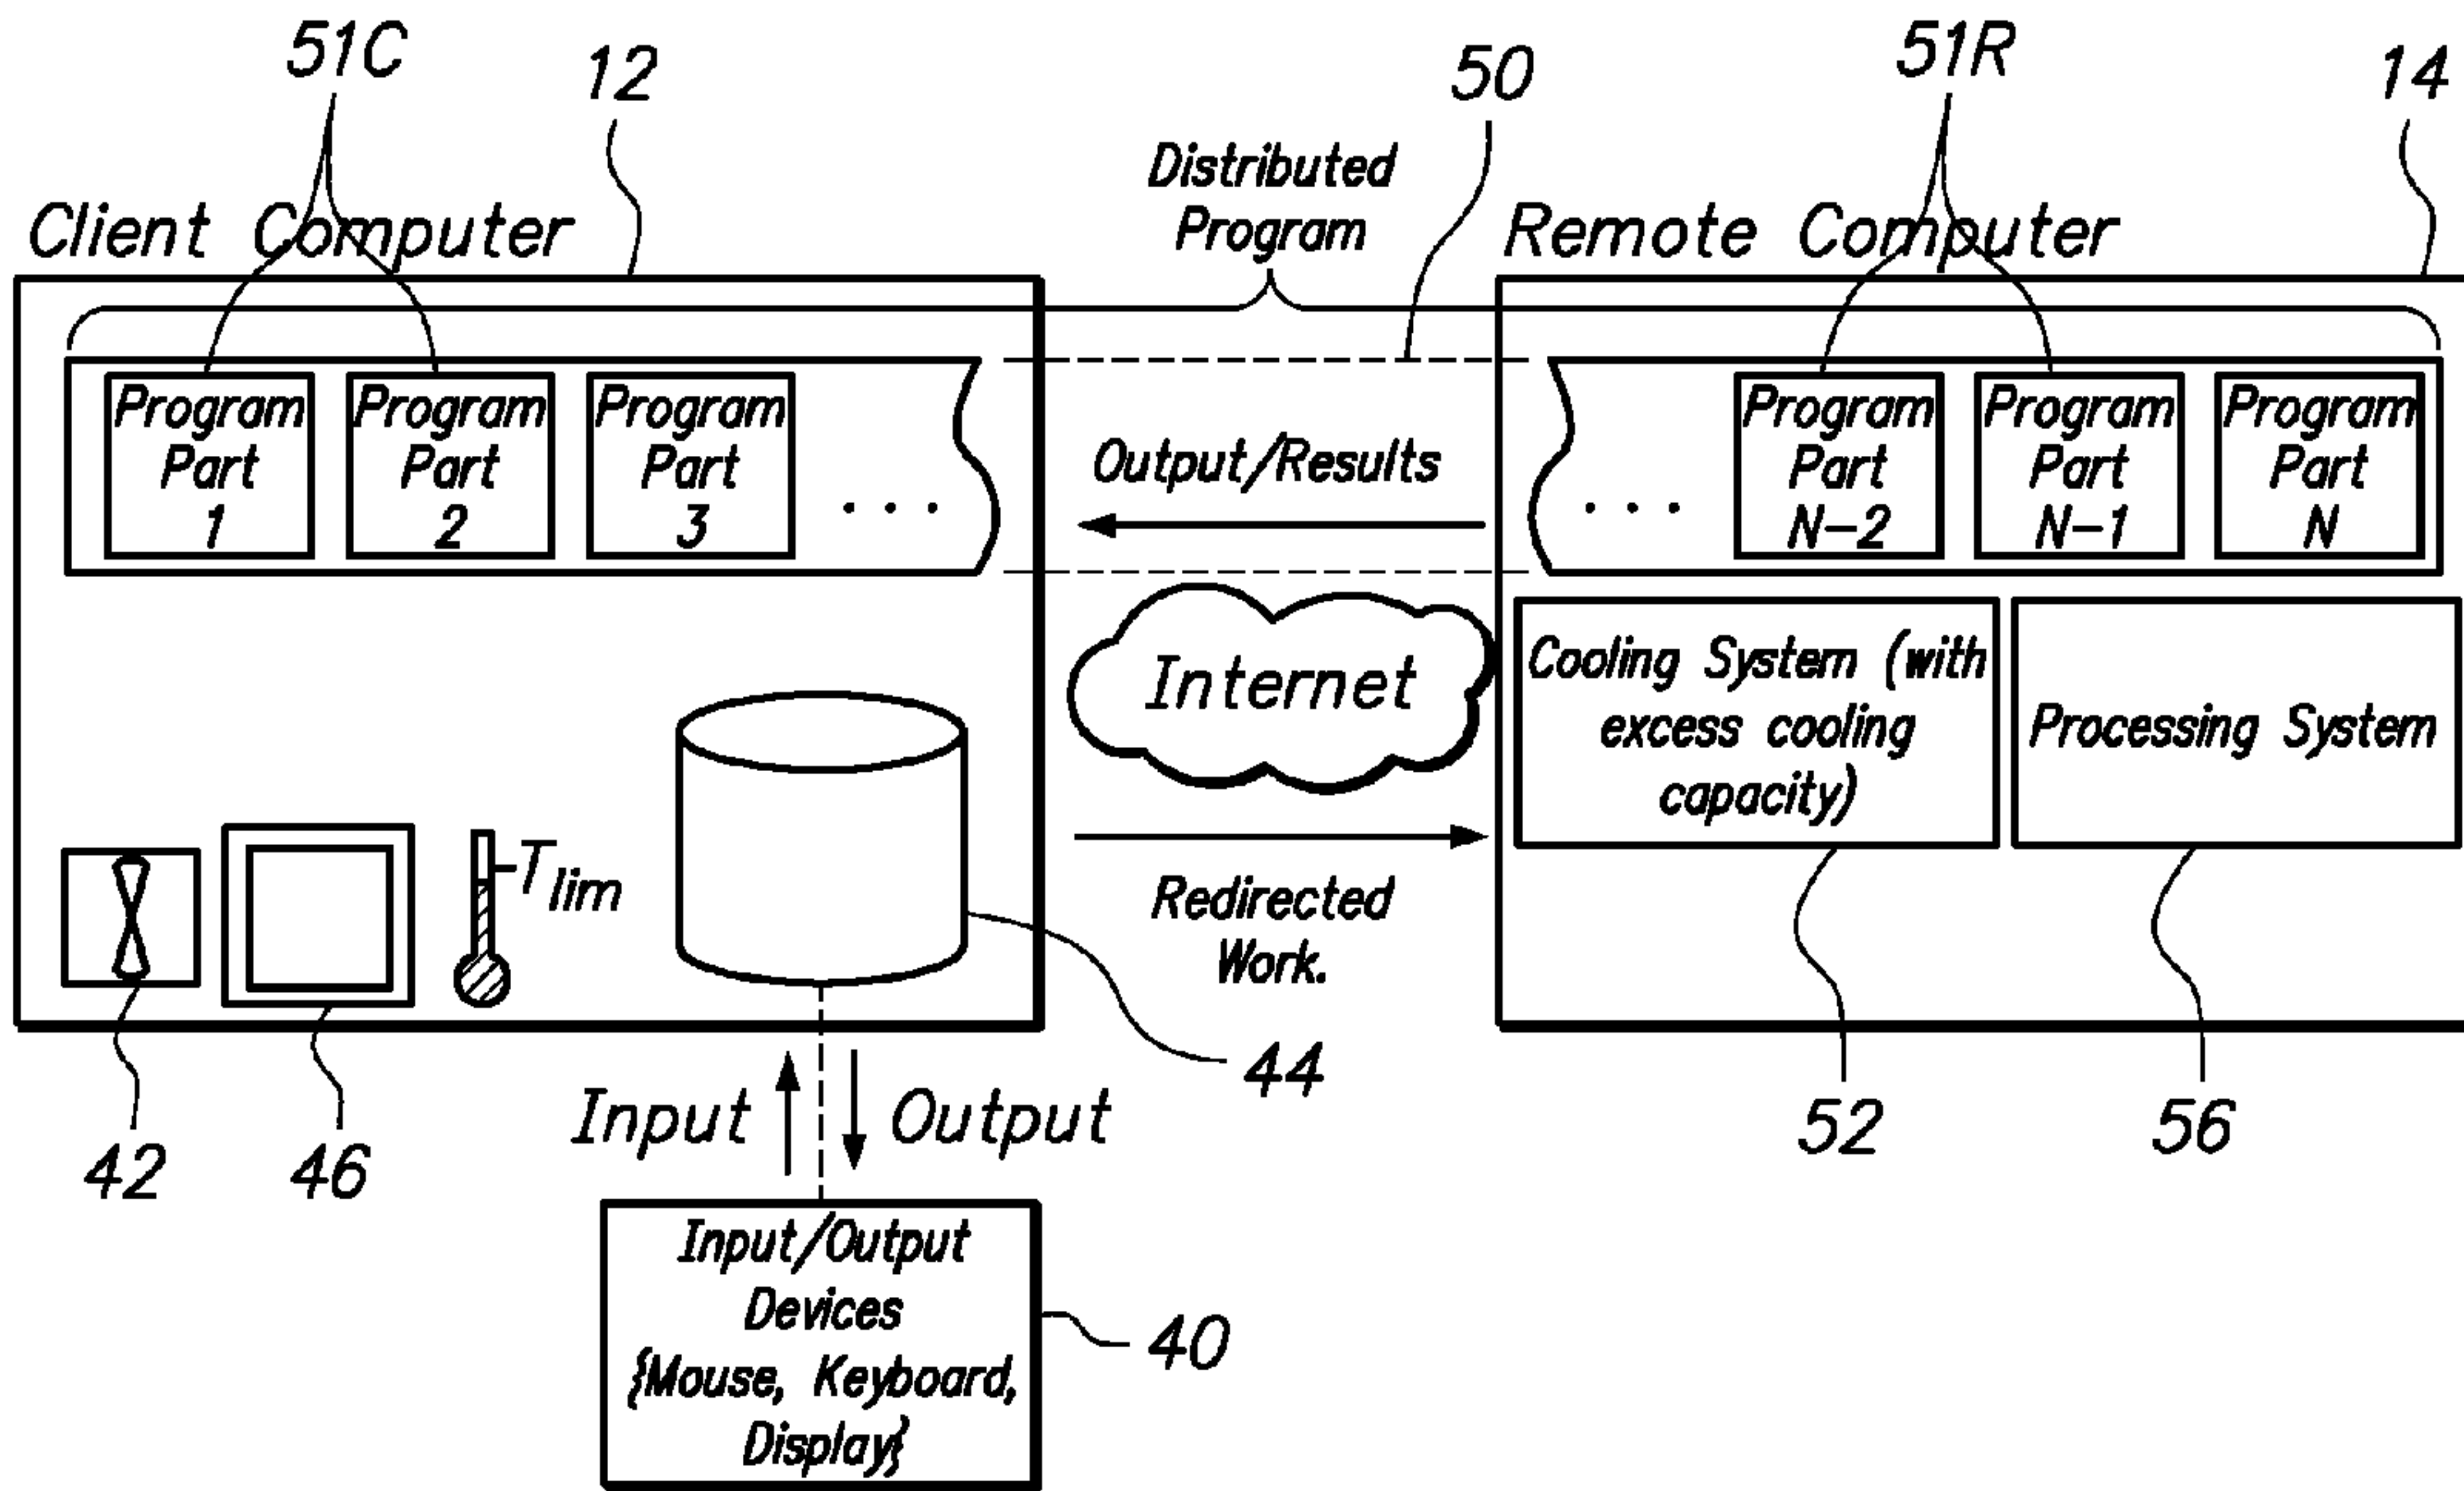 51C
12
50
51R
14
Distributed
Program
Client Computer
Remote Computer
Program
Part
1
Program
Part
2
Program
Part
3
. . .
Output/Results
. . .
Program
Part
N-2
Program
Part
N-1
Program
Part
N
Internet
Cooling System (with
excess cooling
capacity)
Processing System
Tlim
Redirected
Work.
42
46
44
52
56
Input
Output
Input/Output
Devices
{Mouse, Keyboard,
Display{
40